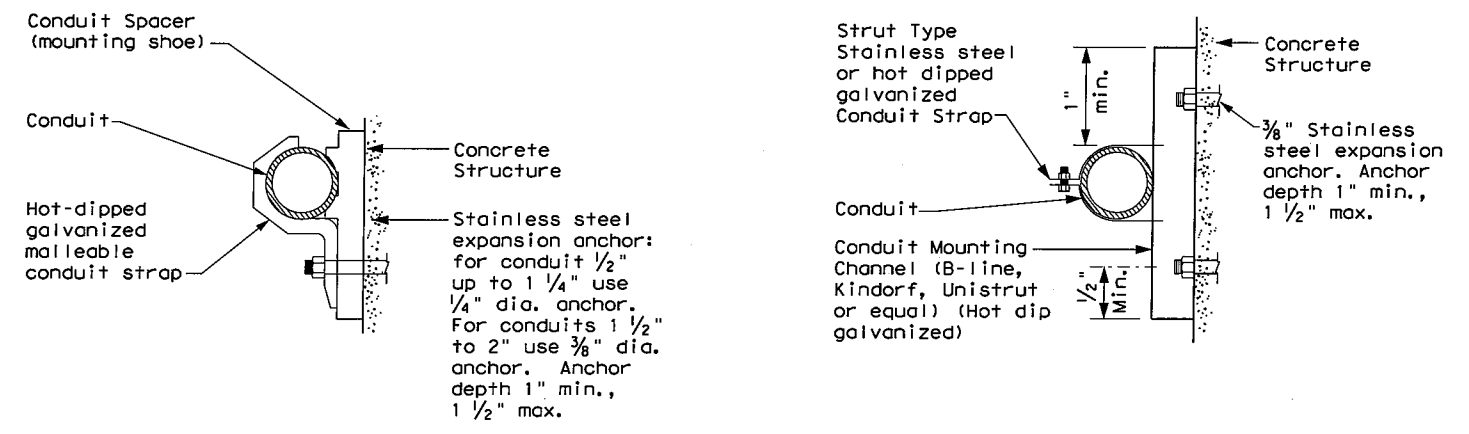 Conduit Spacer
(mounting shoe)
Conduit
Hot-dipped
galvanized
malleable
conduit strap
Concrete
Structure
Stainless steel
expansion anchor:
for conduit 1/2"
up to 1 1/4" use
1/4" dia. anchor.
For conduits 1 1/2"
to 2" use 3/8" dia.
anchor. Anchor
depth 1" min.,
1 1/2" max.
Strut Type
Stainless steel
or hot dipped
galvanized
Conduit Strap
1"
min.
Concrete
Structure
3/8" Stainless
steel expansion
anchor. Anchor
depth 1" min.,
1 1/2" max.
Conduit
Conduit Mounting
Channel (B-line,
Kindorf, Unistrut
or equal) (Hot dip
galvanized)
1/2"
Min.